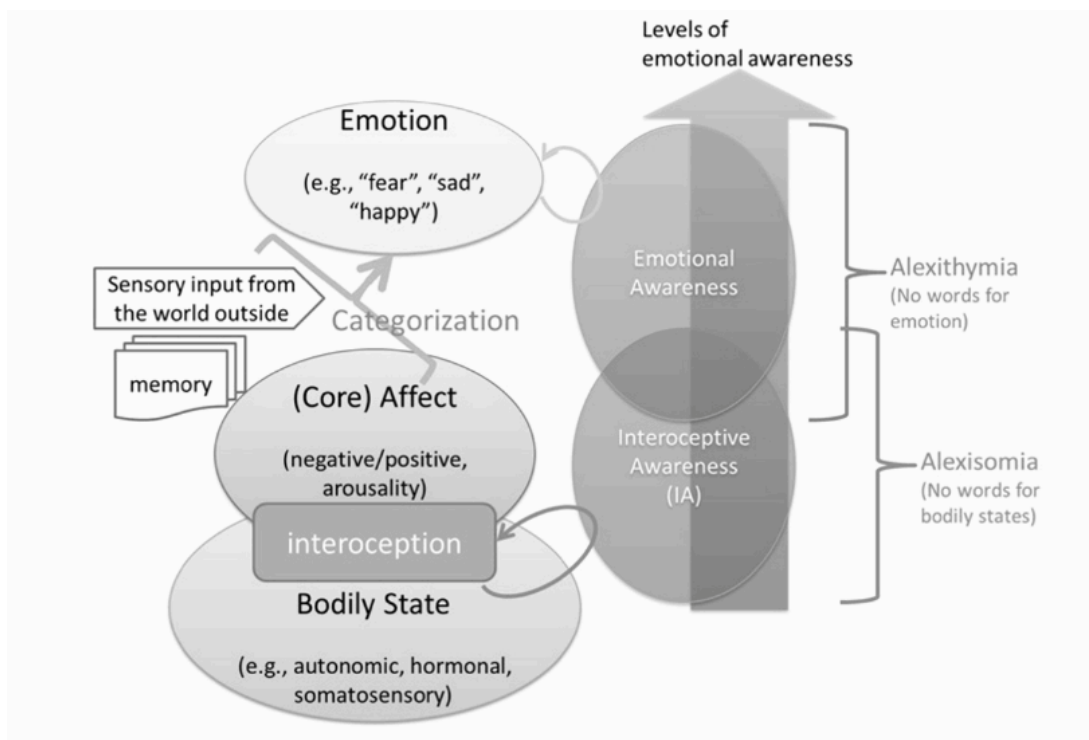 Levels of
emotional awareness
Emotion
(e.g., “fear”, “sad”,
“happy”)
Sensory input from
the world outside
Categorization
memory
(Core) Affect
(negative/positive,
arousality)
interoception
Bodily State
(e.g., autonomic, hormonal,
somatosensory)
Emotional
Awareness
Interoceptive
Awareness
(IA)
Alexithymia
(No words for
emotion)
Alexisomia
(No words for
bodily states)